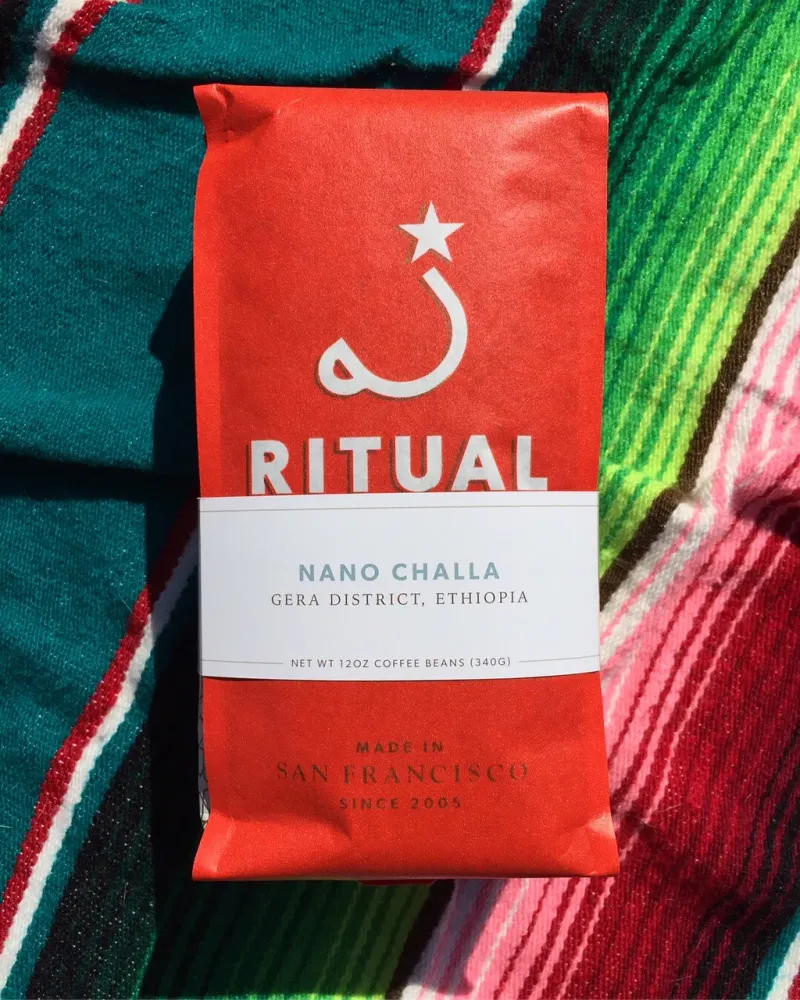 RITUAL
NANO CHALLA
GERA DISTRICT, ETHIOPIA
NET WT 12OZ COFFEE BEANS (340G)
MADE IN
SAN FRANCISCO
SINCE 2005